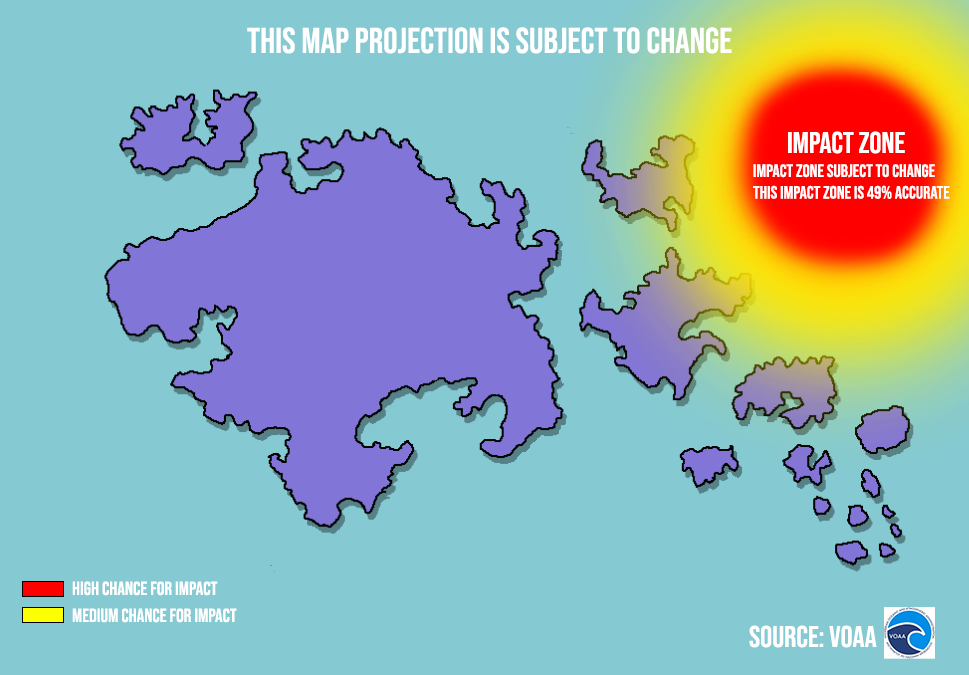 THIS MAP PROJECTION IS SUBJECT TO CHANGE
IMPACT ZONE
IMPACT ZONE SUBJECT TO CHANGE
THIS IMPACT ZONE IS 49% ACCURATE
HIGH CHANCE FOR IMPACT
MEDIUM CHANCE FOR IMPACT
SOURCE: VOAA
VOAA